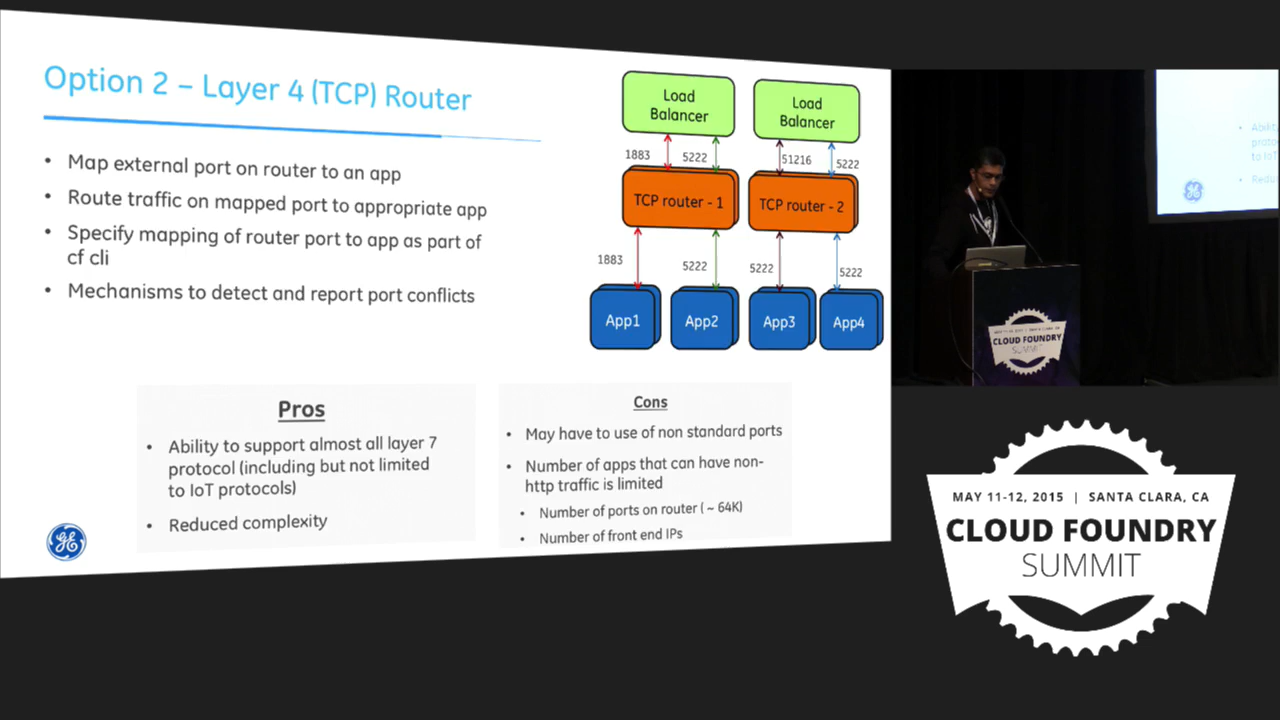 Option 2 – Layer 4 (TCP) Router
• Map external port on router to an app
• Route traffic on mapped port to appropriate app
• Specify mapping of router port to app as part of
cf cli
• Mechanisms to detect and report port conflicts
Load
Balancer
Load
Balancer
1883
5222
51216
5222
TCP router - 1
TCP router - 2
1883
5222
5222
5222
App1
App2
App3
App4
Pros
• Ability to support almost all layer 7
protocol (including but not limited
to IoT protocols)
• Reduced complexity
Cons
• May have to use of non standard ports
• Number of apps that can have non-
http traffic is limited
• Number of ports on router ( ~ 64K)
• Number of front end IPs
CLOUD FOUNDRY
SUMMIT
MAY 11-12, 2015 | SANTA CLARA, CA
CLOUD FOUNDRY
SUMMIT